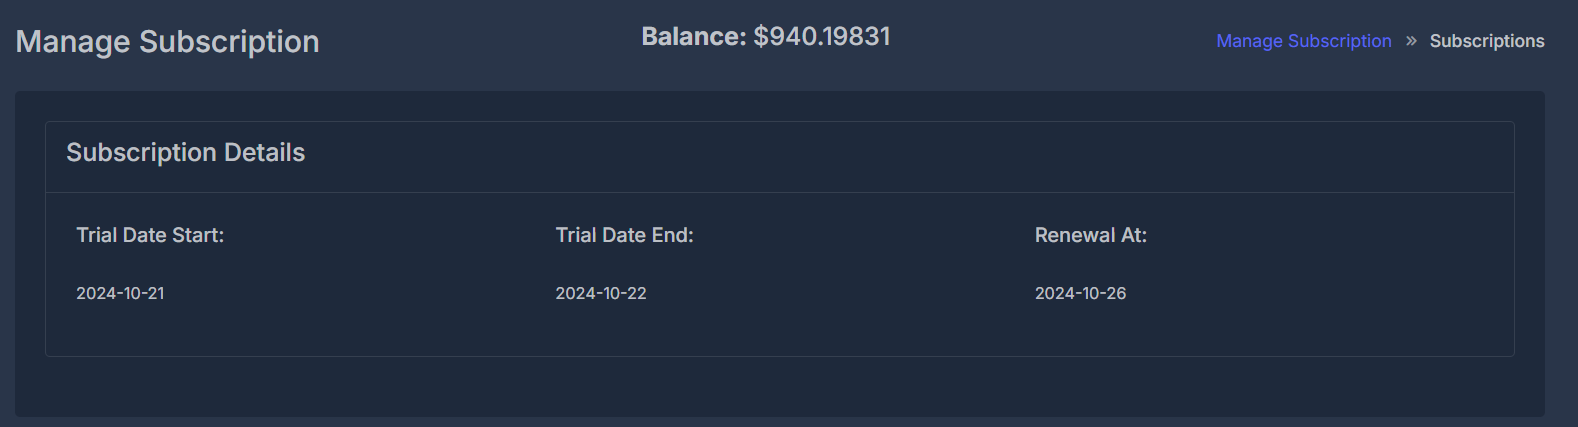 Manage Subscription
Balance: $940.19831
Manage Subscription » Subscriptions
Subscription Details
Trial Date Start:
Trial Date End:
Renewal At:
2024-10-21
2024-10-22
2024-10-26